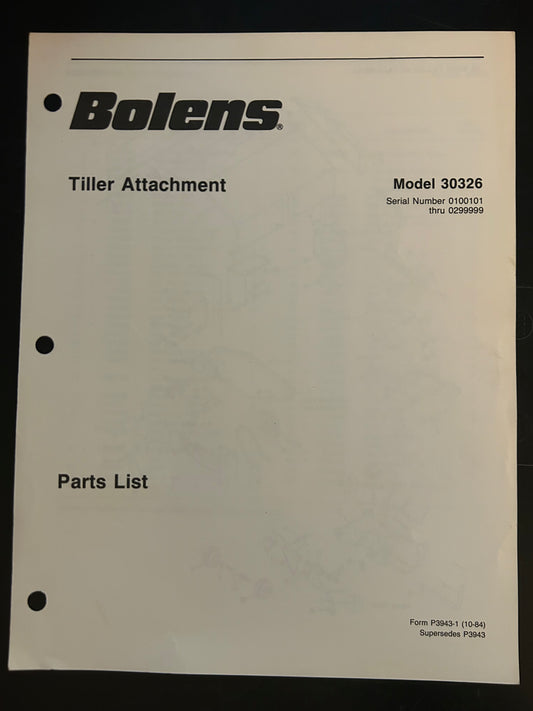 Bolens®
Tiller Attachment
Model 30326
Serial Number 0100101
thru 0299999
Parts List
Form P3943-1 (10-84)
Supersedes P3943